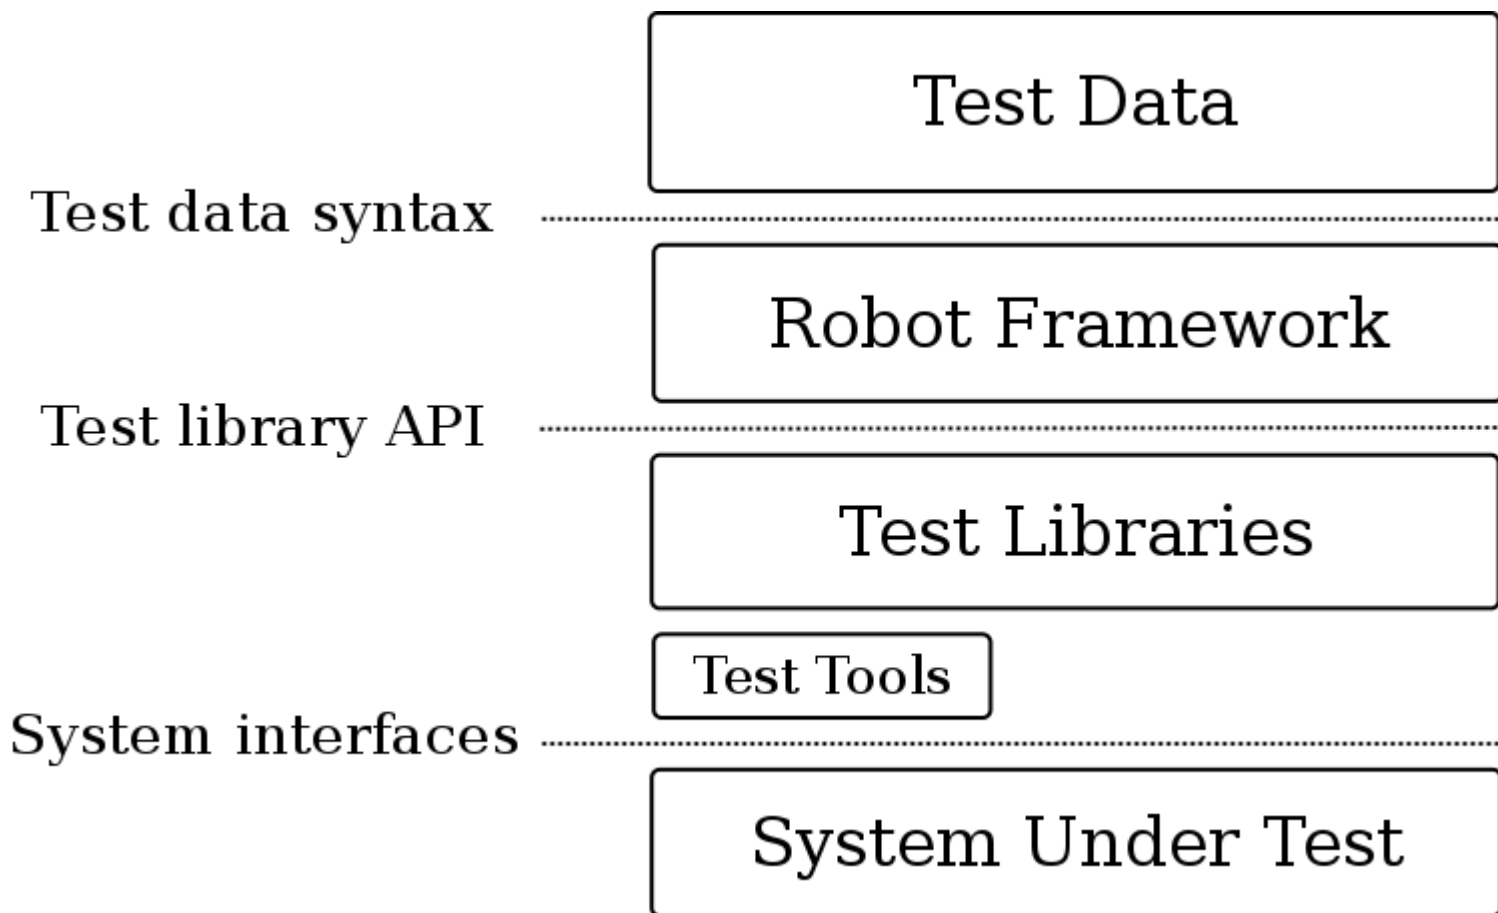 Test Data
Test data syntax
Robot Framework
Test library API
Test Libraries
Test Tools
System interfaces
System Under Test